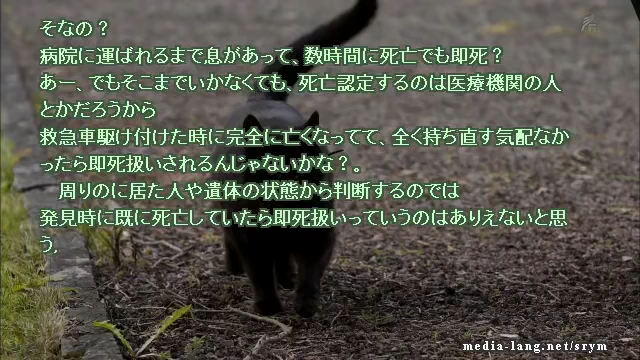 そなの？
病院に運ばれるまで息があって、数時間に死亡でも即死？
あー、でもそこまでいかなくても、死亡認定するのは医療機関の人
とかだろうから
救急車駆け付けた時に完全に亡くなってて、全く持ち直す気配なか
ったら即死扱いされるんじゃないかな？。
　周りのに居た人や遺体の状態から判断するのでは
発見時に既に死亡していたら即死扱いっていうのはありえないと思
う,
media-lang.net/srym